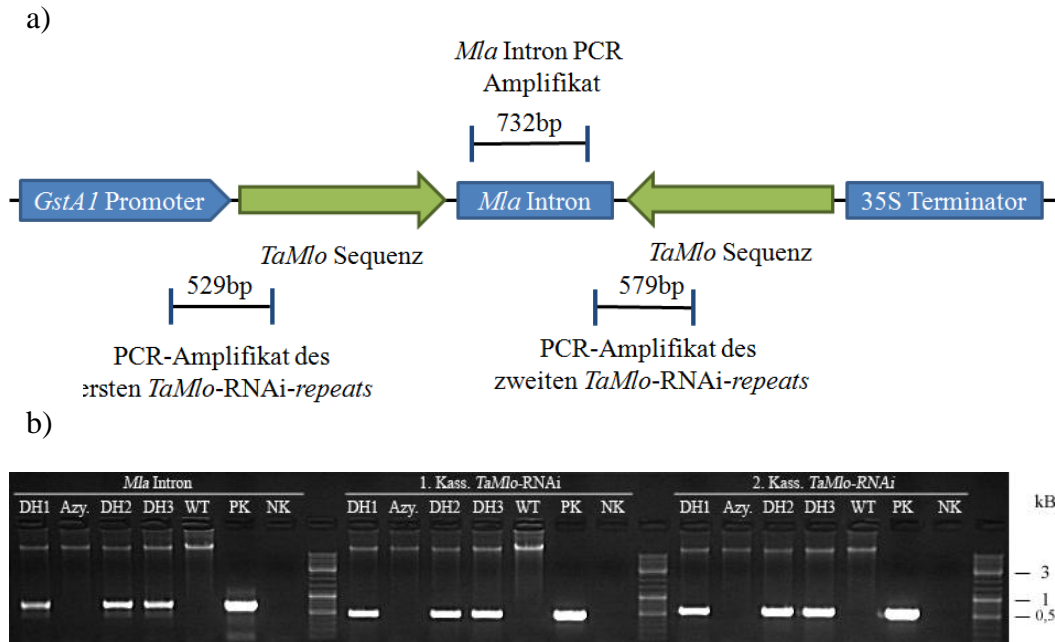 a)
Mla Intron PCR
Amplifikat
732bp
GstA1 Promoter
Mla Intron
35S Terminator
TaMlo Sequenz
TaMlo Sequenz
529bp
579bp
PCR-Amplifikat des
ersten TaMlo-RNAi-repeats
PCR-Amplifikat des
zweiten TaMlo-RNAi-repeats
b)
Mla Intron
1. Kass. TaMlo-RNAi
2. Kass. TaMlo-RNAi
kB
DH1 Azy. DH2 DH3 WT PK NK
DH1 Azy. DH2 DH3 WT PK NK
DH1 Azy. DH2 DH3 WT PK NK
3
1
0,5